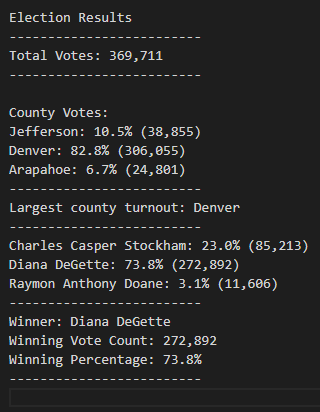 Election Results
-------------------------
Total Votes: 369,711
-------------------------

County Votes:
Jefferson: 10.5% (38,855)
Denver: 82.8% (306,055)
Arapahoe: 6.7% (24,801)
-------------------------
Largest county turnout: Denver
-------------------------
Charles Casper Stockham: 23.0% (85,213)
Diana DeGette: 73.8% (272,892)
Raymon Anthony Doane: 3.1% (11,606)
-------------------------
Winner: Diana DeGette
Winning Vote Count: 272,892
Winning Percentage: 73.8%
-------------------------